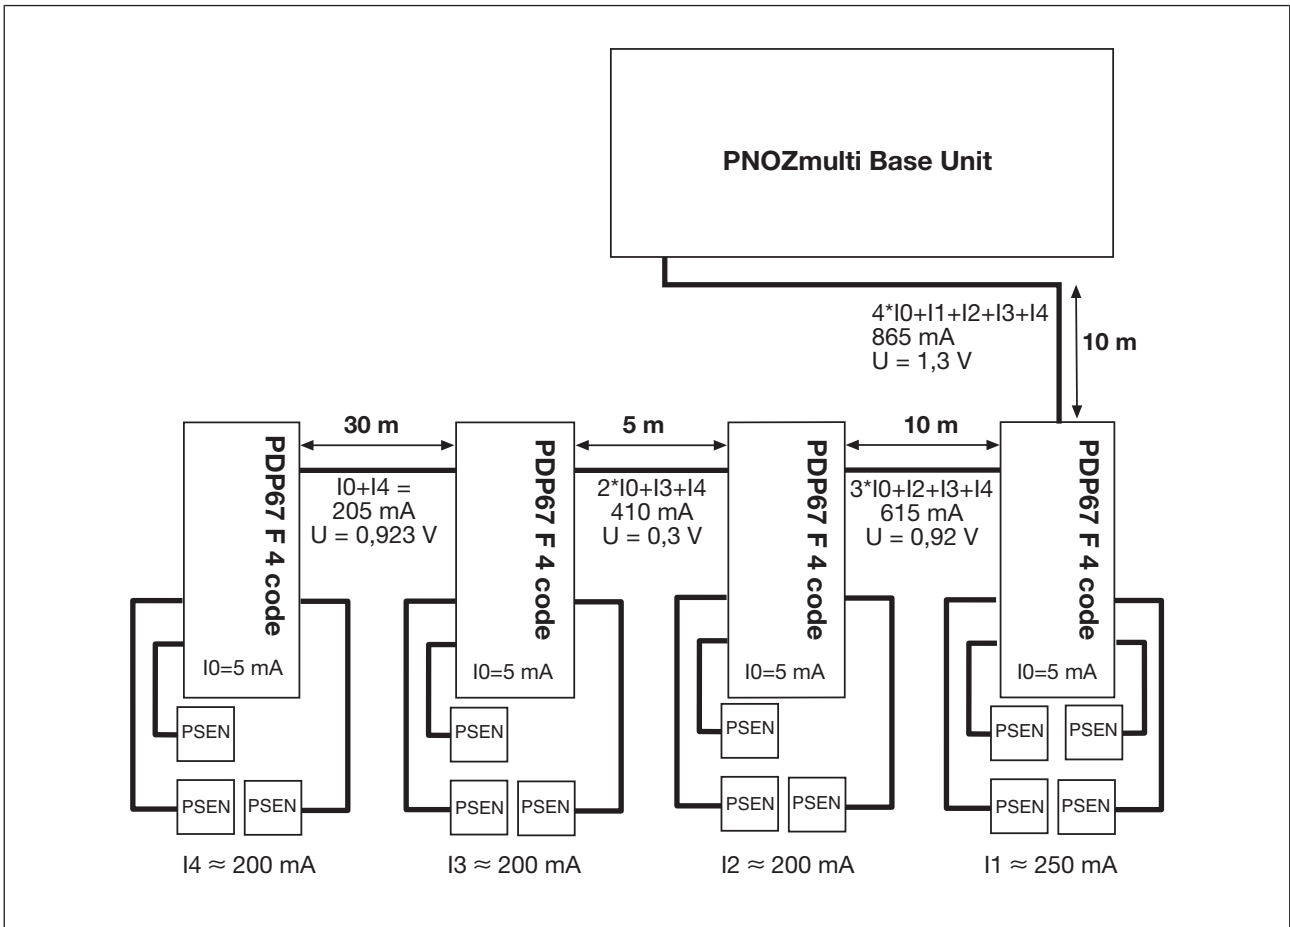 PNOZmulti Base Unit
4*I0+I1+I2+I3+I4
865 mA
U = 1,3 V
10 m
30 m
5 m
10 m
I0+I4 =
205 mA
U = 0,923 V
2*I0+I3+I4
410 mA
U = 0,3 V
3*I0+I2+I3+I4
615 mA
U = 0,92 V
PDP67 F 4 code
PDP67 F 4 code
PDP67 F 4 code
PDP67 F 4 code
I0=5 mA
I0=5 mA
I0=5 mA
I0=5 mA
PSEN
PSEN
PSEN
PSEN
PSEN
PSEN
PSEN
PSEN
PSEN
PSEN
PSEN
PSEN
PSEN
I4 ≈ 200 mA
I3 ≈ 200 mA
I2 ≈ 200 mA
I1 ≈ 250 mA